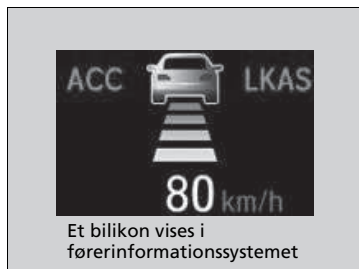 ACC LKAS
80 km/h
Et bilikon vises i
førerinformationssystemet